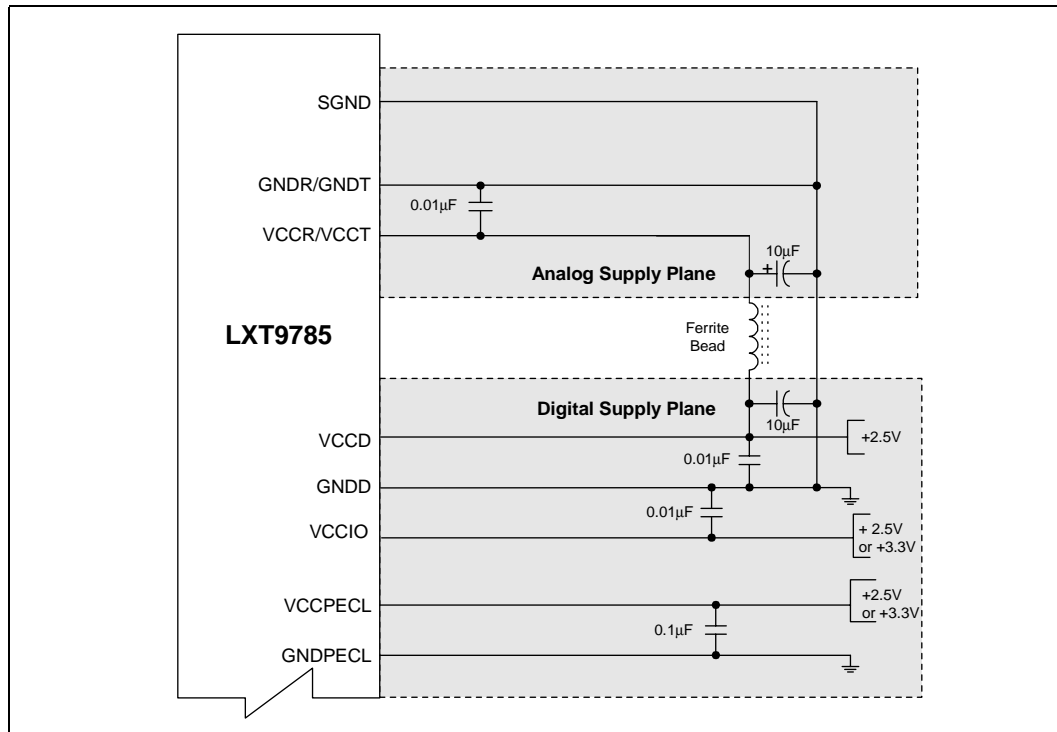 SGND
GNDR/GNDT
0.01µF
VCCR/VCCT
10µF
+
Analog Supply Plane
LXT9785
Ferrite
Bead
Digital Supply Plane
10µF
VCCD
+2.5V
0.01µF
GNDD
0.01µF
VCCIO
+ 2.5V
or +3.3V
VCCPECL
+2.5V
or +3.3V
0.1µF
GNDPECL